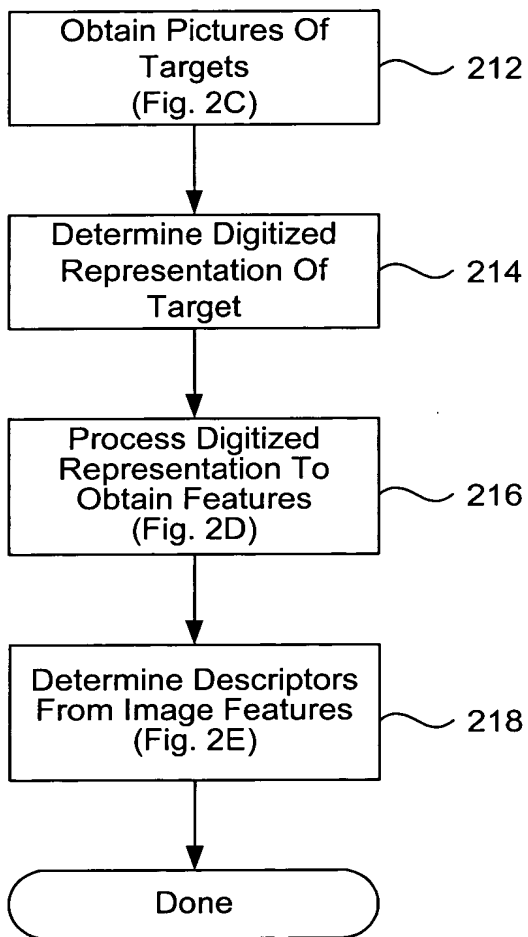 Obtain Pictures Of
Targets
(Fig. 2C)
212
Determine Digitized
Representation Of
Target
214
Process Digitized
Representation To
Obtain Features
(Fig. 2D)
216
Determine Descriptors
From Image Features
(Fig. 2E)
218
Done